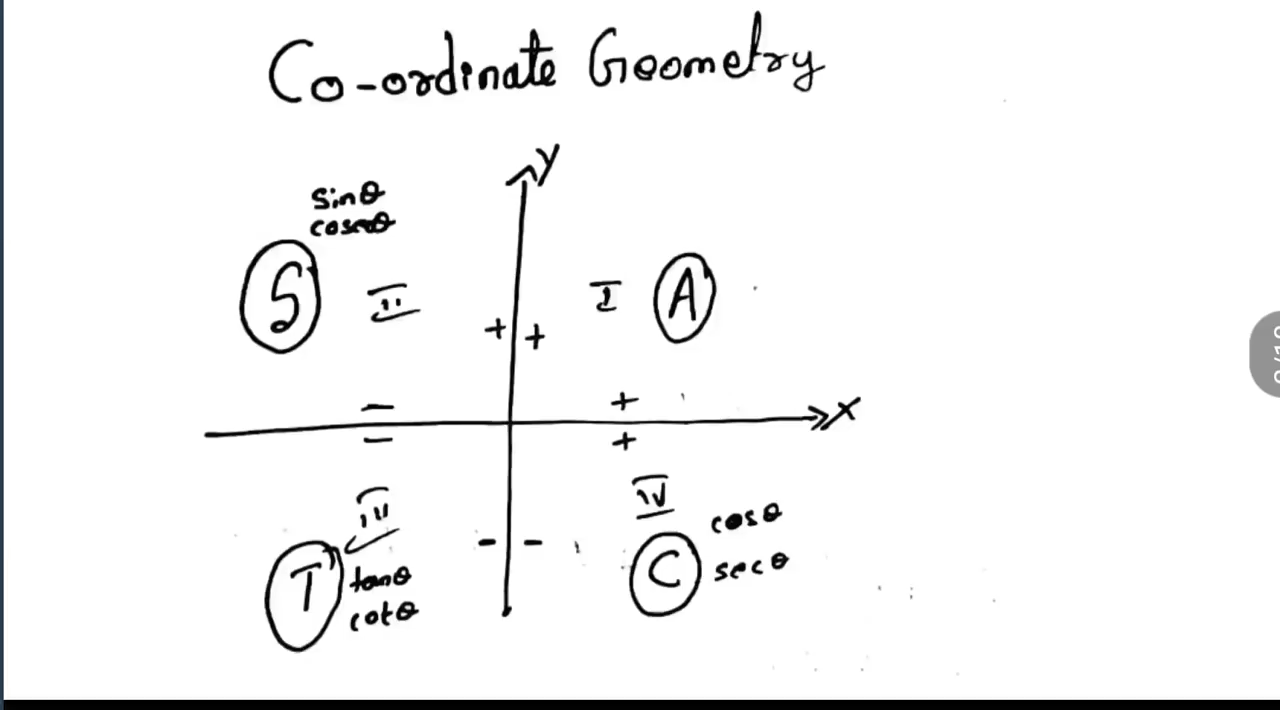 Co-ordinate Geometry
y
sinθ
cosecθ
S II I A
+ +
− +
x
− +
III IV
cosθ
− −
T C
tanθ secθ
cotθ